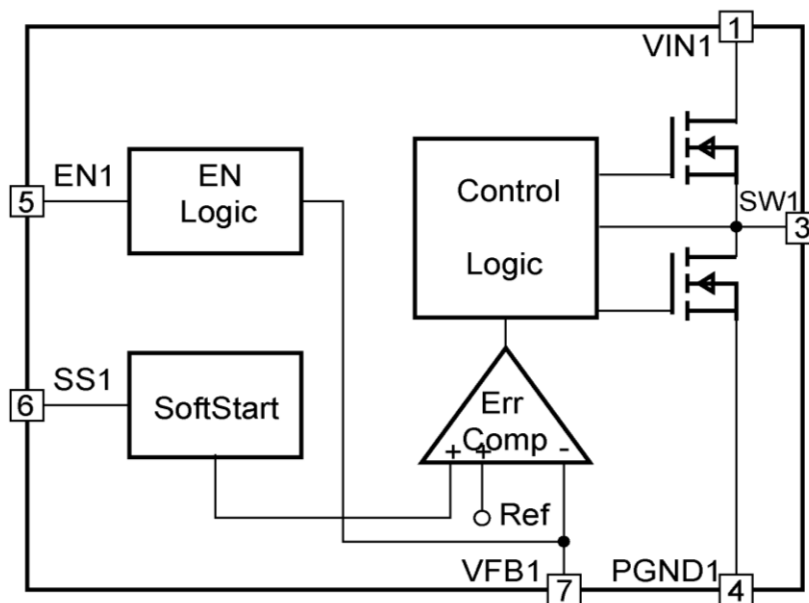 1
VIN1
EN1
5
EN
Logic
Control
Logic
SW1
3
SS1
6
SoftStart
Err
Comp
+
+
-
Ref
VFB1
7
PGND1
4